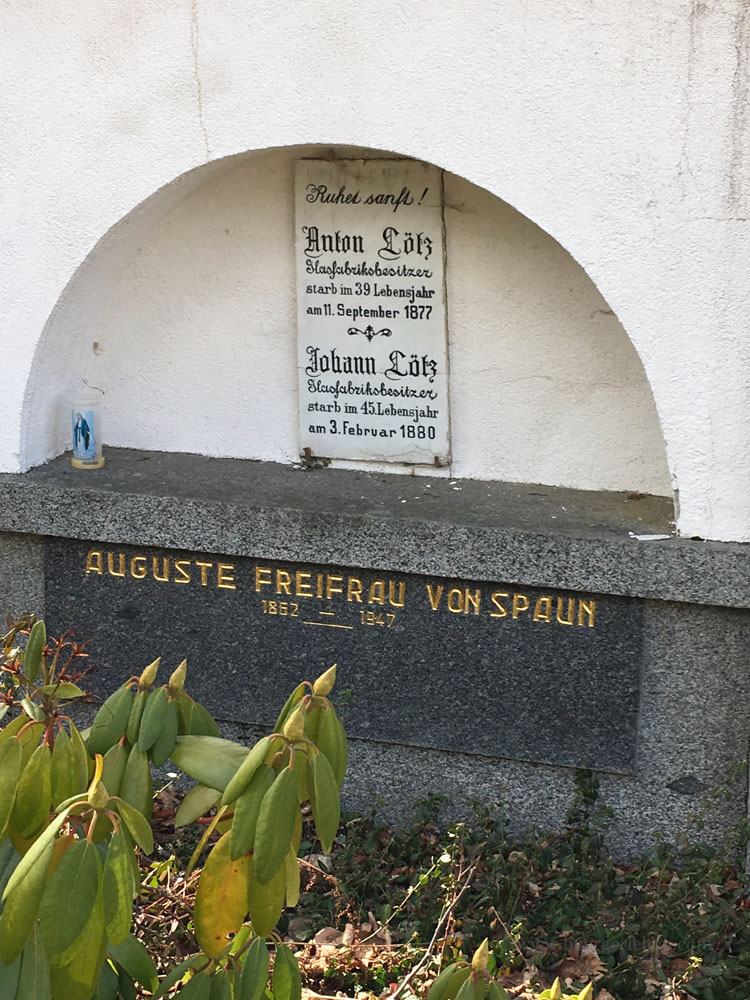 Ruhet sanft!
Anton Lötz
Glasfabriksbesitzer
starb im 39 Lebensjahr
am 11. September 1877
Johann Lötz
Glasfabriksbesitzer
starb im 45. Lebensjahr
am 3. Februar 1880
AUGUSTE FREIFRAU VON SPAUN
1862 – 1947